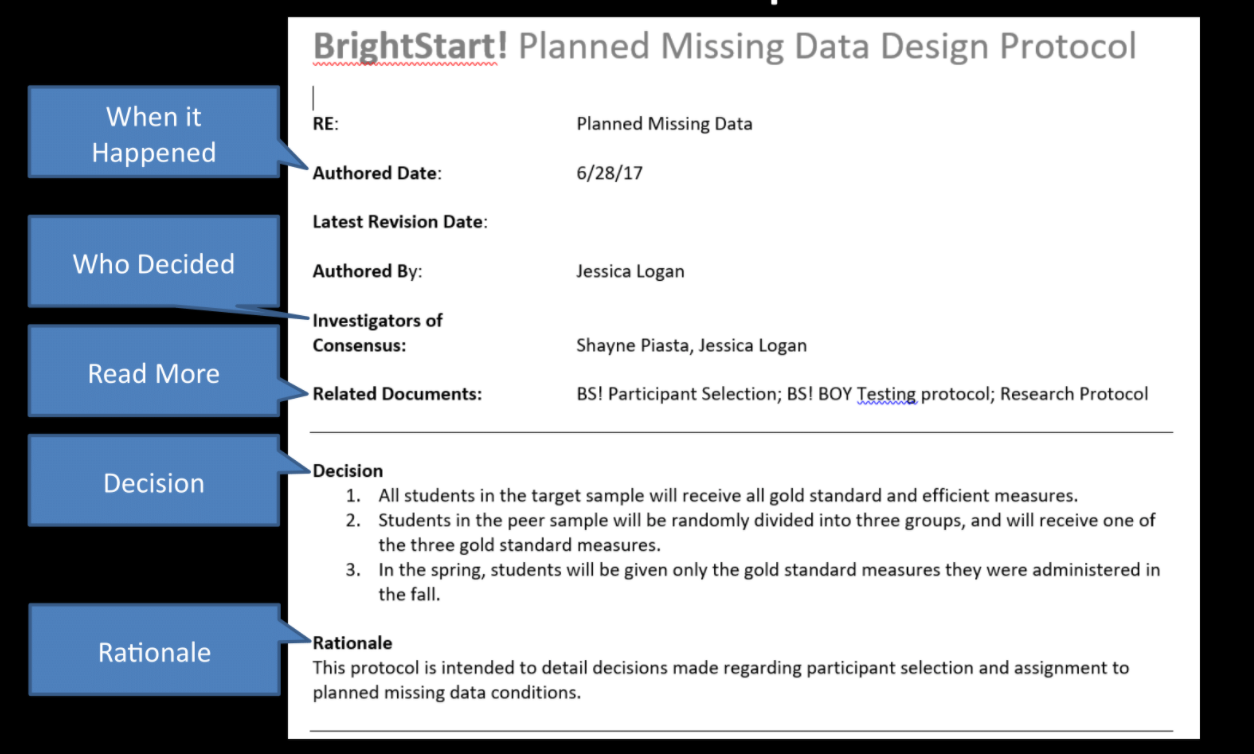 BrightStart! Planned Missing Data Design Protocol
When it
Happened
RE: Planned Missing Data
Authored Date: 6/28/17
Latest Revision Date:
Who Decided
Authored By: Jessica Logan
Investigators of
Consensus: Shayne Piasta, Jessica Logan
Read More
Related Documents: BS! Participant Selection; BS! BOY Testing protocol; Research Protocol
Decision
Decision
1. All students in the target sample will receive all gold standard and efficient measures.
2. Students in the peer sample will be randomly divided into three groups, and will receive one of
the three gold standard measures.
3. In the spring, students will be given only the gold standard measures they were administered in
the fall.
Rationale
Rationale
This protocol is intended to detail decisions made regarding participant selection and assignment to
planned missing data conditions.